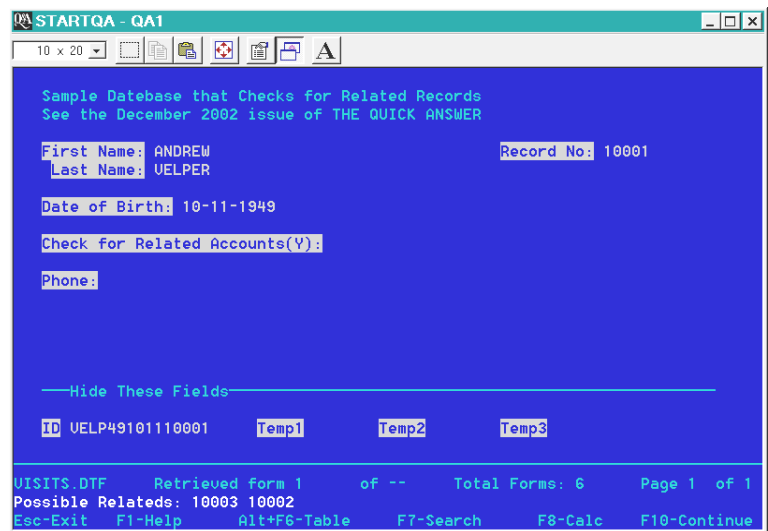 STARTQA - QA1
10 x 20
A
Sample Datebase that Checks for Related Records
See the December 2002 issue of THE QUICK ANSWER
First Name: ANDREW Record No: 10001
Last Name: VELPER
Date of Birth: 10-11-1949
Check for Related Accounts(Y):
Phone:
Hide These Fields
ID VELP49101110001 Temp1 Temp2 Temp3
VISITS.DTF Retrieved form 1 of -- Total Forms: 6 Page 1 of 1
Possible Relateds: 10003 10002
Esc-Exit F1-Help Alt+F6-Table F7-Search F8-Calc F10-Continue